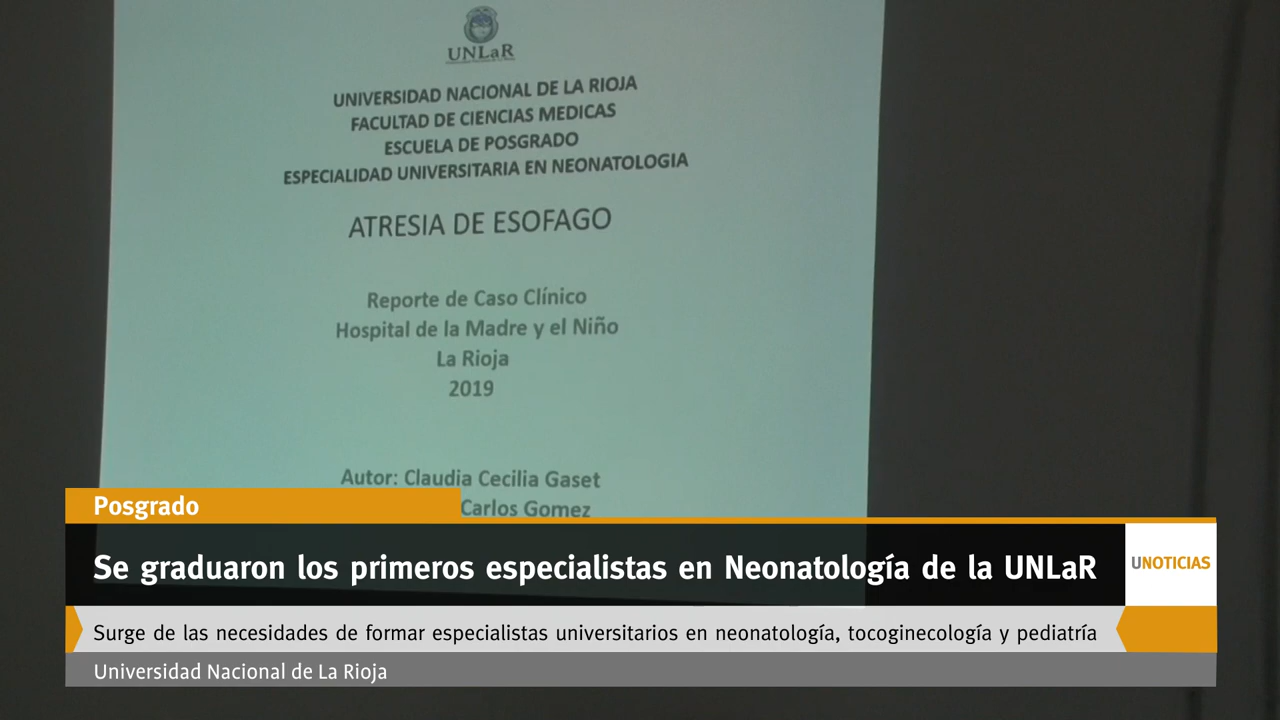 UNLaR
UNIVERSIDAD NACIONAL DE LA RIOJA
FACULTAD DE CIENCIAS MEDICAS
ESCUELA DE POSGRADO
ESPECIALIDAD UNIVERSITARIA EN NEONATOLOGIA
ATRESIA DE ESOFAGO
Reporte de Caso Clínico
Hospital de la Madre y el Niño
La Rioja
2019
Autor: Claudia Cecilia Gaset
Carlos Gomez
Posgrado
Se graduaron los primeros especialistas en Neonatología de la UNLaR
UNOTICIAS
Surge de las necesidades de formar especialistas universitarios en neonatología, tocoginecología y pediatría
Universidad Nacional de La Rioja